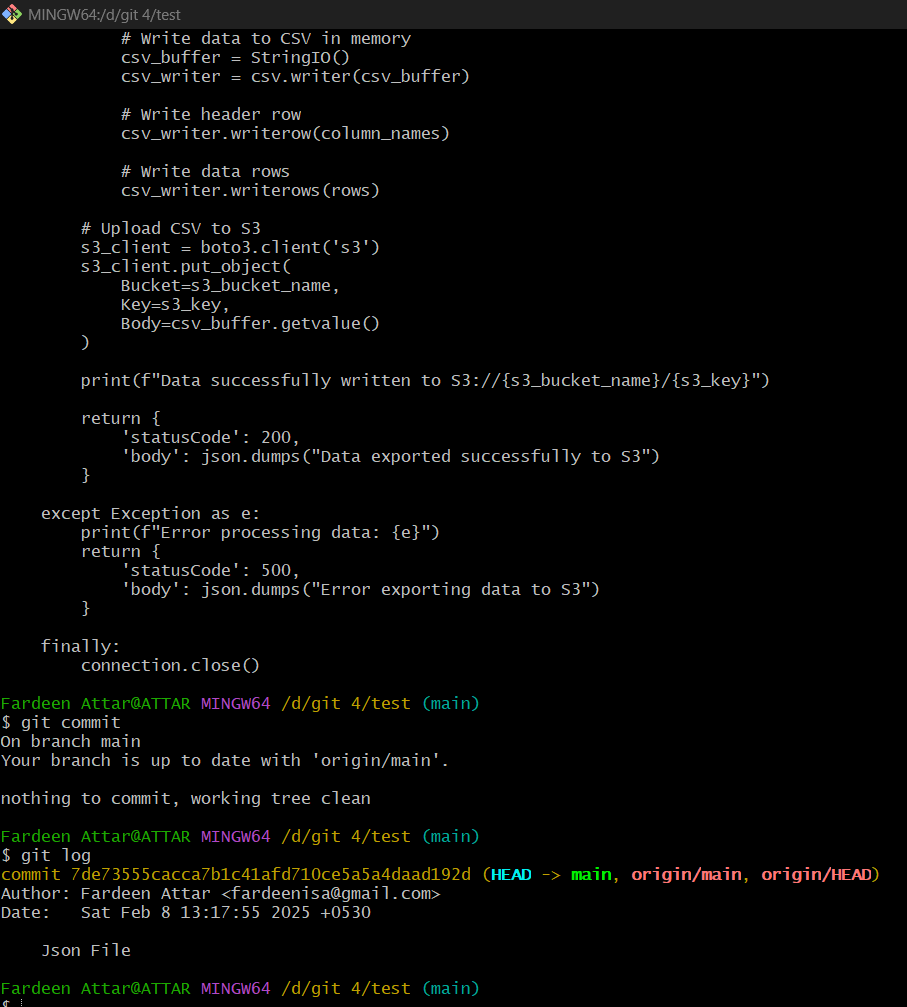 MINGW64:/d/git 4/test
# Write data to CSV in memory
csv_buffer = StringIO()
csv_writer = csv.writer(csv_buffer)
# Write header row
csv_writer.writerow(column_names)
# Write data rows
csv_writer.writerows(rows)
# Upload CSV to S3
s3_client = boto3.client('s3')
s3_client.put_object(
Bucket=s3_bucket_name,
Key=s3_key,
Body=csv_buffer.getvalue()
)
print(f"Data successfully written to S3://{s3_bucket_name}/{s3_key}")
return {
'statusCode': 200,
'body': json.dumps("Data exported successfully to S3")
}
except Exception as e:
print(f"Error processing data: {e}")
return {
'statusCode': 500,
'body': json.dumps("Error exporting data to S3")
}
finally:
connection.close()
Fardeen Attar@ATTAR MINGW64 /d/git 4/test (main)
$ git commit
On branch main
Your branch is up to date with 'origin/main'.
nothing to commit, working tree clean
Fardeen Attar@ATTAR MINGW64 /d/git 4/test (main)
$ git log
commit 7de73555cacca7b1c41afd710ce5a5a4daad192d (HEAD -> main, origin/main, origin/HEAD)
Author: Fardeen Attar <fardeenisa@gmail.com>
Date:   Sat Feb 8 13:17:55 2025 +0530
Json File
Fardeen Attar@ATTAR MINGW64 /d/git 4/test (main)
$